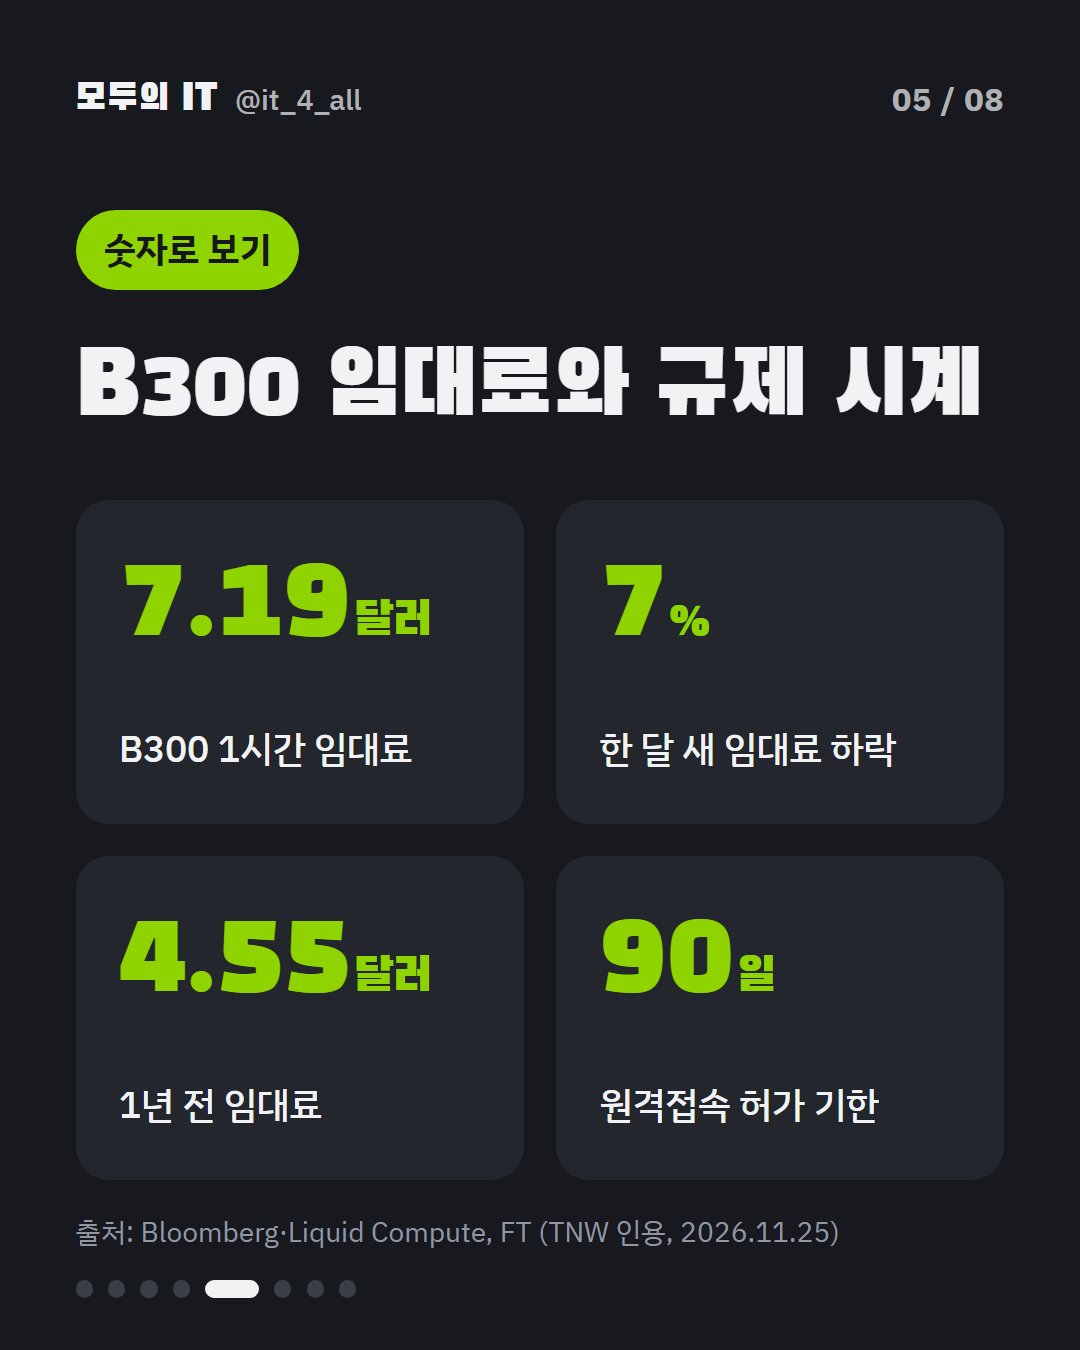 모두의 IT @it_4_all
05 / 08
숫자로 보기
B300 임대료와 규제 시계
7.19달러
B300 1시간 임대료
7%
한 달 새 임대료 하락
4.55달러
1년 전 임대료
90일
원격접속 허가 기한
출처: Bloomberg·Liquid Compute, FT (TNW 인용, 2026.11.25)